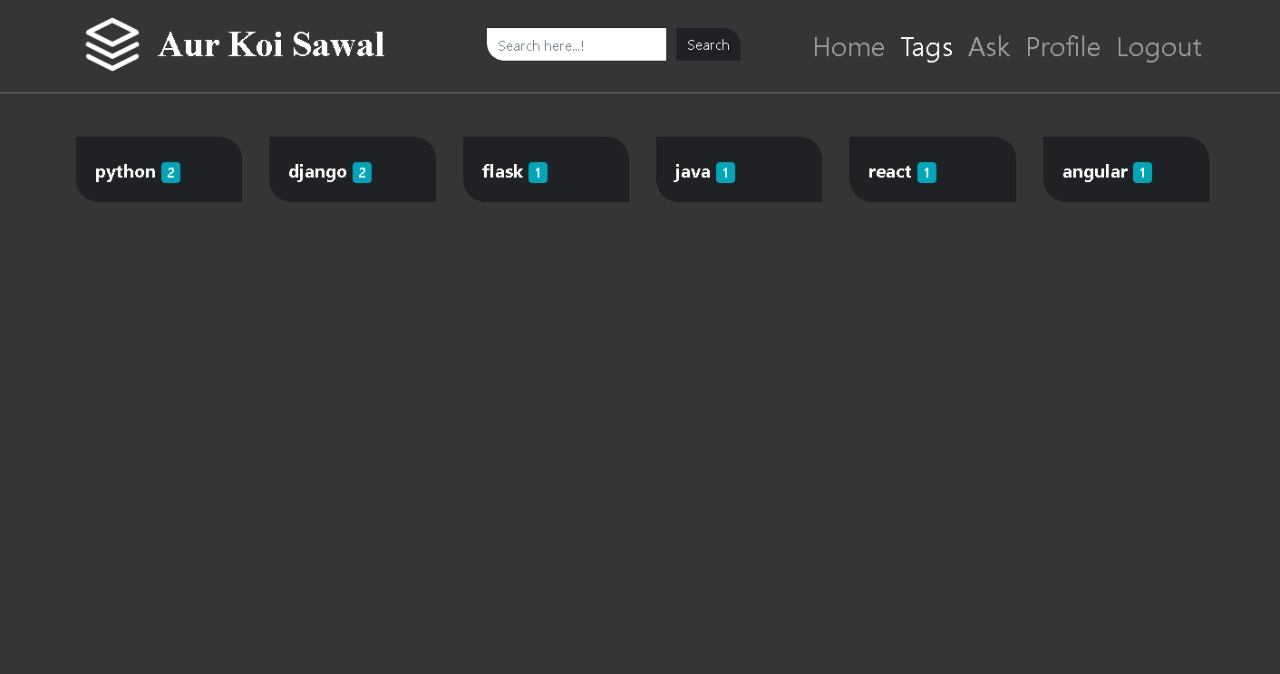 Aur Koi Sawal
Search here...!
Search
Home Tags Ask Profile Logout
python 2
django 2
flask 1
java 1
react 1
angular 1